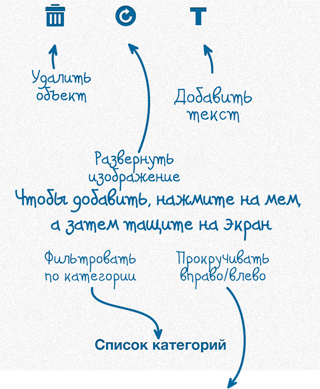 T
Удалить
объект
Добавить
текст
Развернуть
изображение
Чтобы добавить, нажмите на мем,
а затем тащите на экран
Фильтровать
по категории
Прокручивать
вправо/влево
Список категорий